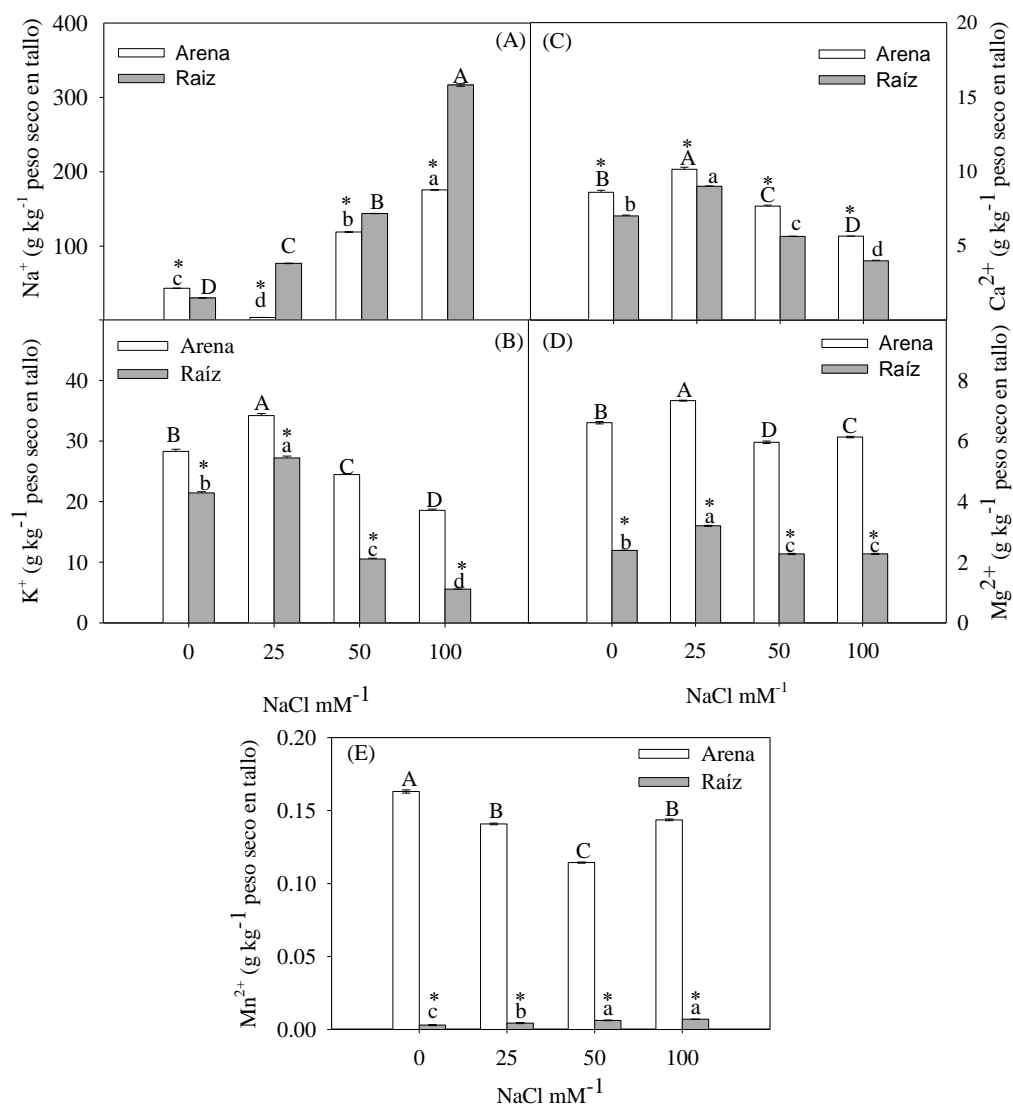 (A)
Arena
Raiz
400
300
200
100
Na⁺ (g kg⁻¹ peso seco en tallo)
*
c
D
*
d
C
*
b
B
*
a
A
(C)
Arena
Raíz
20
15
10
5
0
Ca²⁺ (g kg⁻¹ peso seco en tallo)
*
B
b
*
A
a
*
C
c
*
D
d
(B)
Arena
Raíz
40
30
20
10
0
K⁺ (g kg⁻¹ peso seco en tallo)
B
*
b
A
*
a
C
*
c
D
*
d
0 25 50 100
NaCl mM⁻¹
(D)
Arena
Raíz
8
6
4
2
0
Mg²⁺ (g kg⁻¹ peso seco en tallo)
B
*
b
A
*
a
D
*
c
C
*
c
0 25 50 100
NaCl mM⁻¹
(E)
Arena
Raíz
0.20
0.15
0.10
0.05
0.00
Mn²⁺ (g kg⁻¹ peso seco en tallo)
A
*
c
B
*
b
C
*
a
B
*
a
0 25 50 100
NaCl mM⁻¹